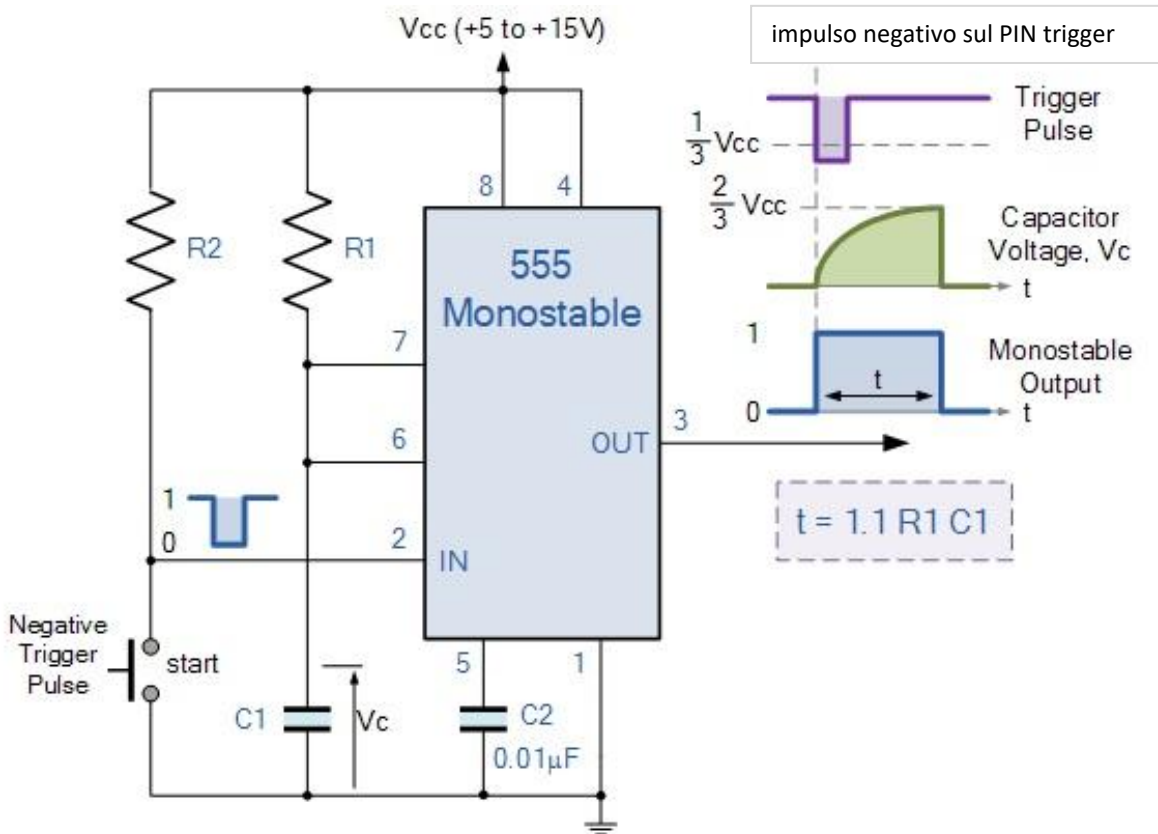 Vcc (+5 to +15V)
impulso negativo sul PIN trigger
Trigger
Pulse
1/3 Vcc
2/3 Vcc
Capacitor
Voltage, Vc
t
1
Monostable
Output
t
0
t
R2
R1
8
4
555
Monostable
7
6
3
OUT
t = 1.1 R1 C1
1
0
2
IN
Negative
Trigger
Pulse
start
5
1
C1
Vc
C2
0.01µF